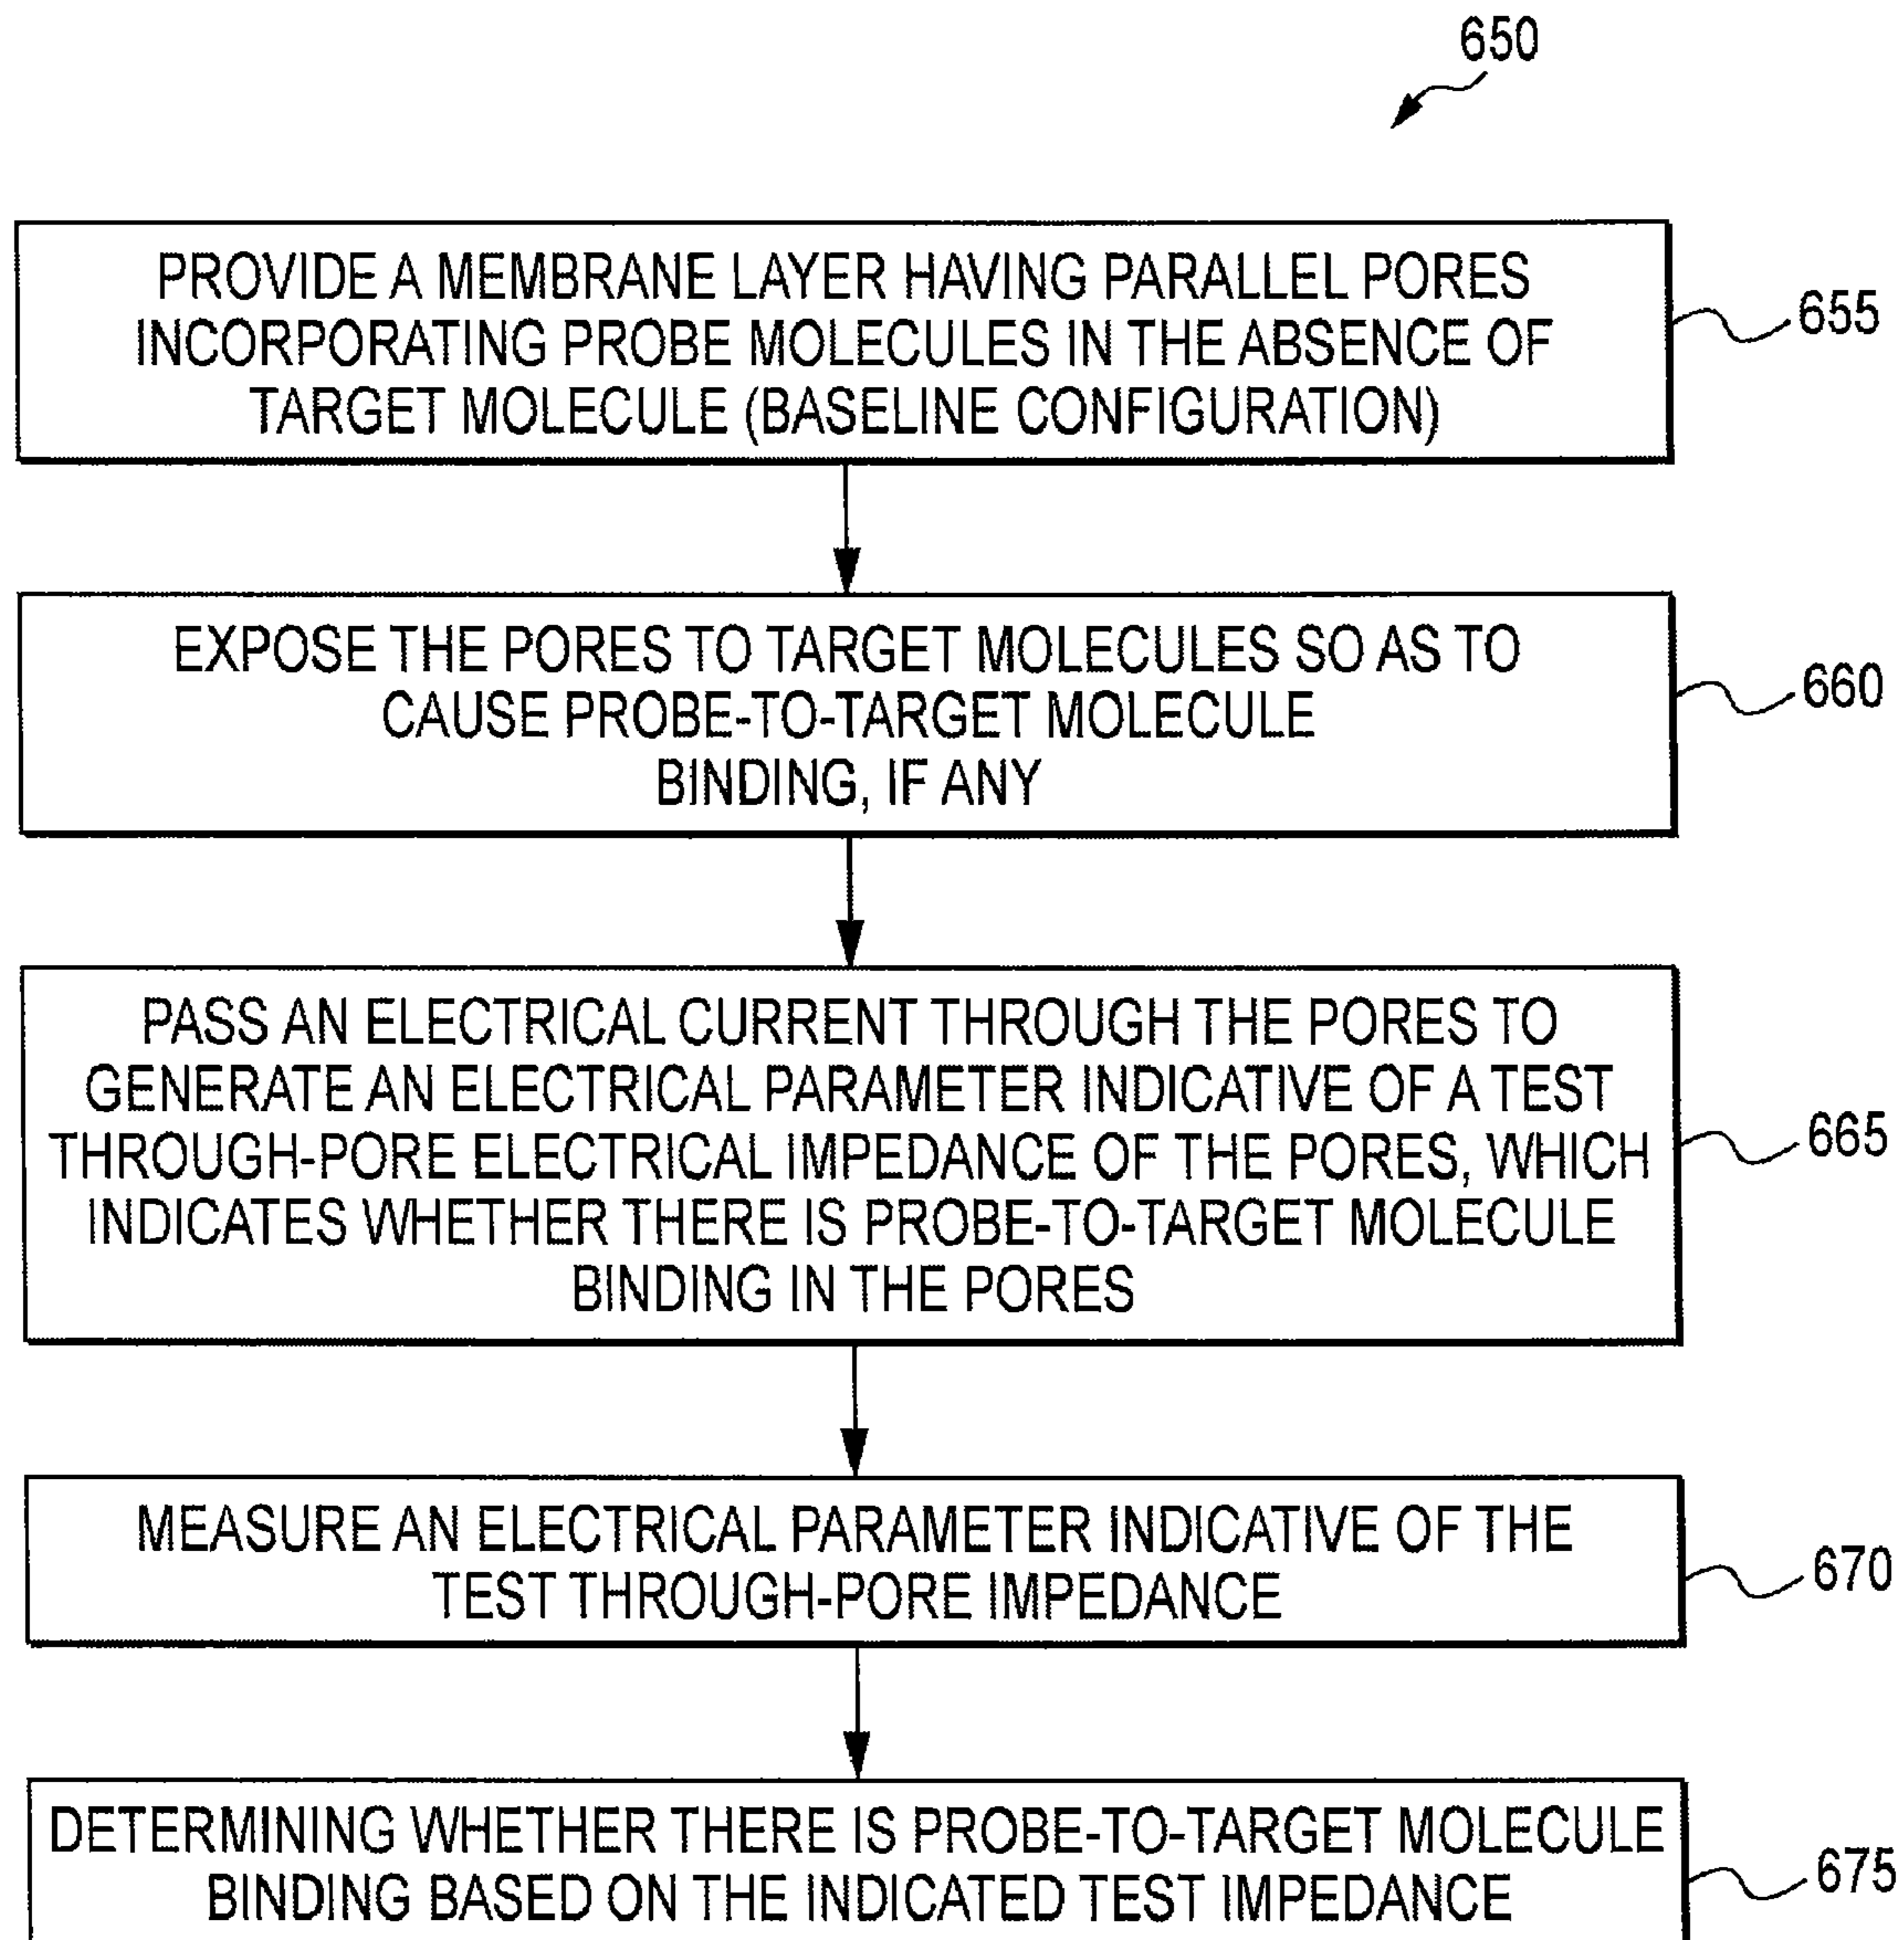 650
PROVIDE A MEMBRANE LAYER HAVING PARALLEL PORES
INCORPORATING PROBE MOLECULES IN THE ABSENCE OF
TARGET MOLECULE (BASELINE CONFIGURATION)
655
EXPOSE THE PORES TO TARGET MOLECULES SO AS TO
CAUSE PROBE-TO-TARGET MOLECULE
BINDING, IF ANY
660
PASS AN ELECTRICAL CURRENT THROUGH THE PORES TO
GENERATE AN ELECTRICAL PARAMETER INDICATIVE OF A TEST
THROUGH-PORE ELECTRICAL IMPEDANCE OF THE PORES, WHICH
INDICATES WHETHER THERE IS PROBE-TO-TARGET MOLECULE
BINDING IN THE PORES
665
MEASURE AN ELECTRICAL PARAMETER INDICATIVE OF THE
TEST THROUGH-PORE IMPEDANCE
670
DETERMINING WHETHER THERE IS PROBE-TO-TARGET MOLECULE
BINDING BASED ON THE INDICATED TEST IMPEDANCE
675